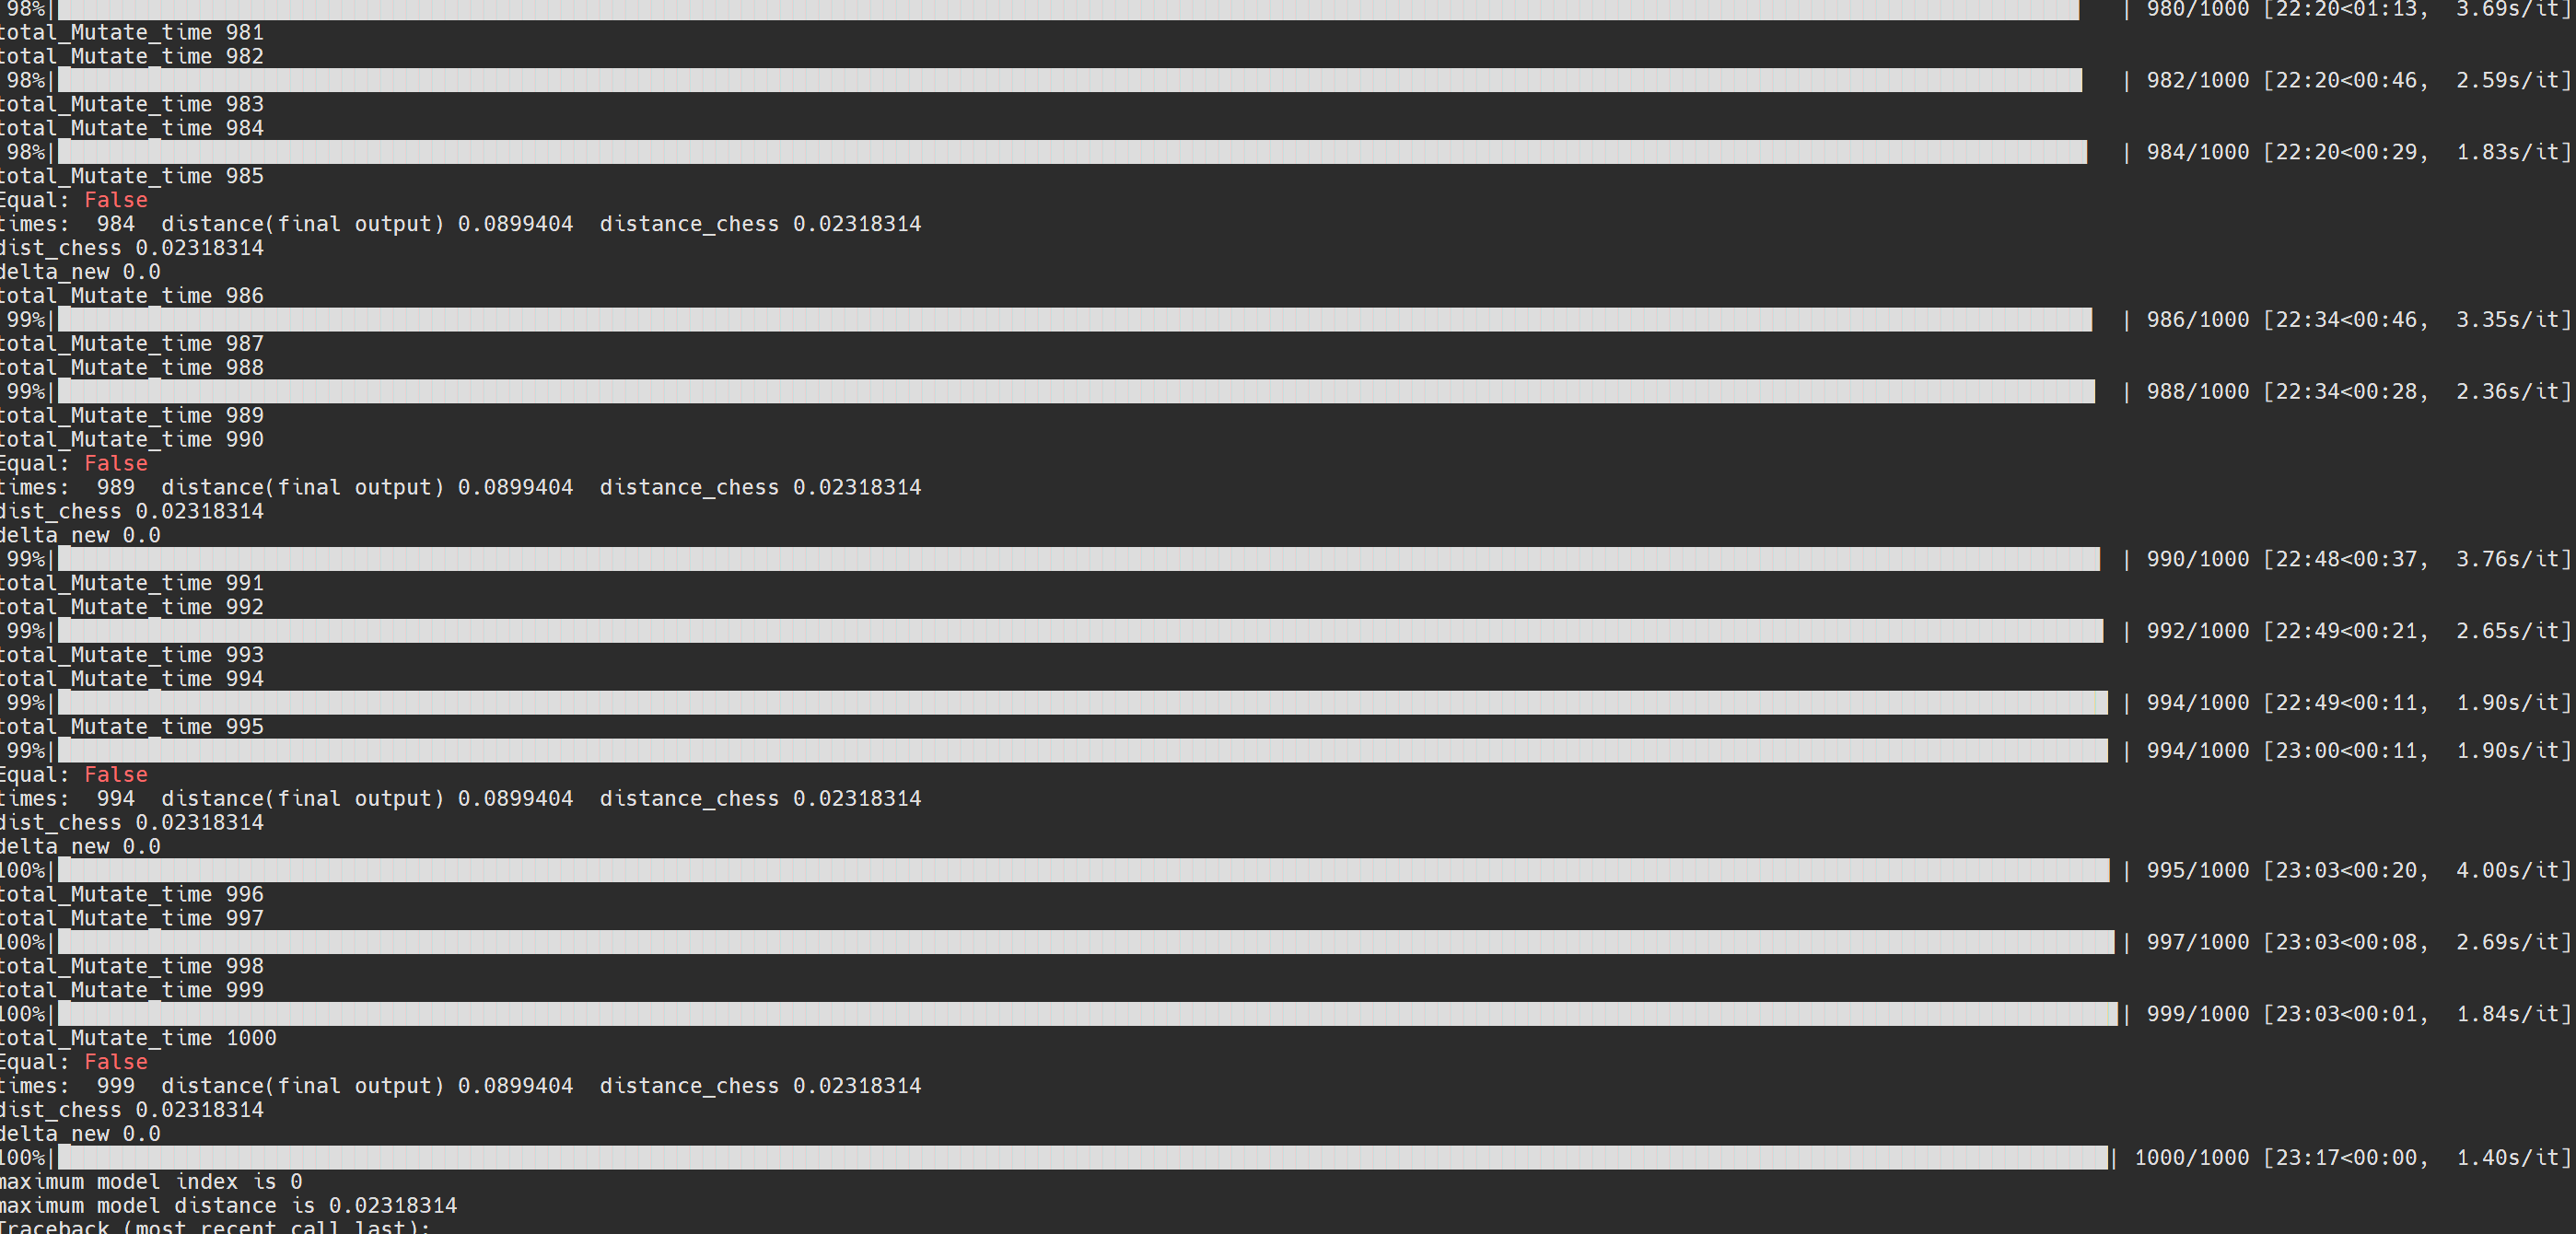 98%| | 980/1000 [22:20<01:13, 3.69s/it]
total_Mutate_time 981
total_Mutate_time 982
98%| | 982/1000 [22:20<00:46, 2.59s/it]
total_Mutate_time 983
total_Mutate_time 984
98%| | 984/1000 [22:20<00:29, 1.83s/it]
total_Mutate_time 985
Equal: False
times: 984 distance(final output) 0.0899404 distance_chess 0.02318314
dist_chess 0.02318314
delta_new 0.0
total_Mutate_time 986
99%| | 986/1000 [22:34<00:46, 3.35s/it]
total_Mutate_time 987
total_Mutate_time 988
99%| | 988/1000 [22:34<00:28, 2.36s/it]
total_Mutate_time 989
total_Mutate_time 990
Equal: False
times: 989 distance(final output) 0.0899404 distance_chess 0.02318314
dist_chess 0.02318314
delta_new 0.0
99%| | 990/1000 [22:48<00:37, 3.76s/it]
total_Mutate_time 991
total_Mutate_time 992
99%| | 992/1000 [22:49<00:21, 2.65s/it]
total_Mutate_time 993
total_Mutate_time 994
99%| | 994/1000 [22:49<00:11, 1.90s/it]
total_Mutate_time 995
99%| | 994/1000 [23:00<00:11, 1.90s/it]
Equal: False
times: 994 distance(final output) 0.0899404 distance_chess 0.02318314
dist_chess 0.02318314
delta_new 0.0
100%| | 995/1000 [23:03<00:20, 4.00s/it]
total_Mutate_time 996
total_Mutate_time 997
100%| | 997/1000 [23:03<00:08, 2.69s/it]
total_Mutate_time 998
total_Mutate_time 999
100%| | 999/1000 [23:03<00:01, 1.84s/it]
total_Mutate_time 1000
Equal: False
times: 999 distance(final output) 0.0899404 distance_chess 0.02318314
dist_chess 0.02318314
delta_new 0.0
100%| | 1000/1000 [23:17<00:00, 1.40s/it]
maximum model index is 0
maximum model distance is 0.02318314
Traceback (most recent call last):